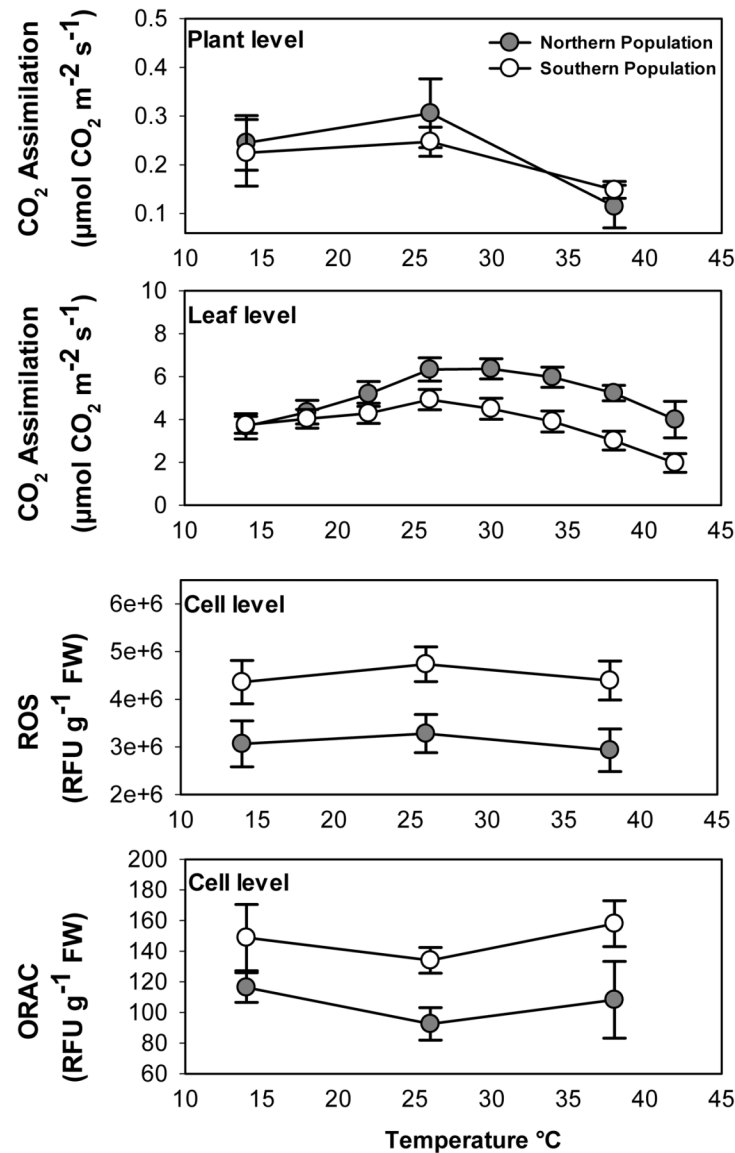 Plant level
Northern Population
Southern Population
CO2 Assimilation
(µmol CO2 m-2 s-1)
0.5
0.4
0.3
0.2
0.1
10 15 20 25 30 35 40 45
Leaf level
CO2 Assimilation
(µmol CO2 m-2 s-1)
10
8
6
4
2
0
10 15 20 25 30 35 40 45
Cell level
ROS
(RFU g-1 FW)
6e+6
5e+6
4e+6
3e+6
2e+6
10 15 20 25 30 35 40 45
Cell level
ORAC
(RFU g-1 FW)
200
180
160
140
120
100
80
60
10 15 20 25 30 35 40 45
Temperature °C